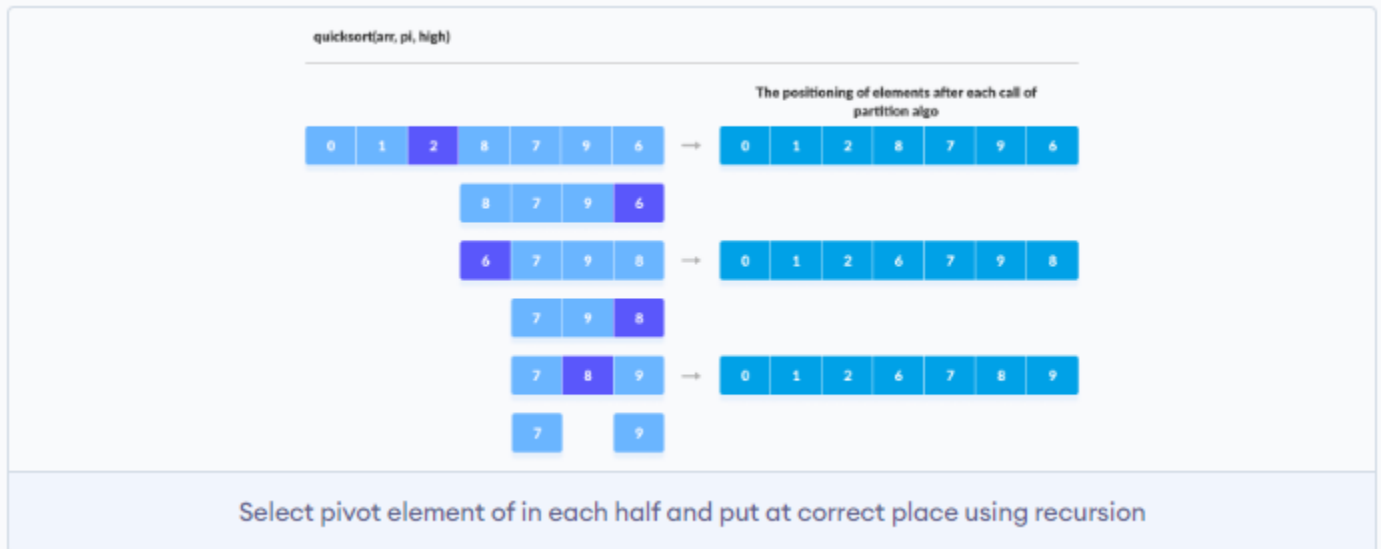 quicksort(arr, pi, high)
The positioning of elements after each call of
partition algo
0 1 2 8 7 9 6 → 0 1 2 8 7 9 6
8 7 9 6
6 7 9 8 → 0 1 2 6 7 9 8
7 9 8
7 8 9 → 0 1 2 6 7 8 9
7 9
Select pivot element of in each half and put at correct place using recursion